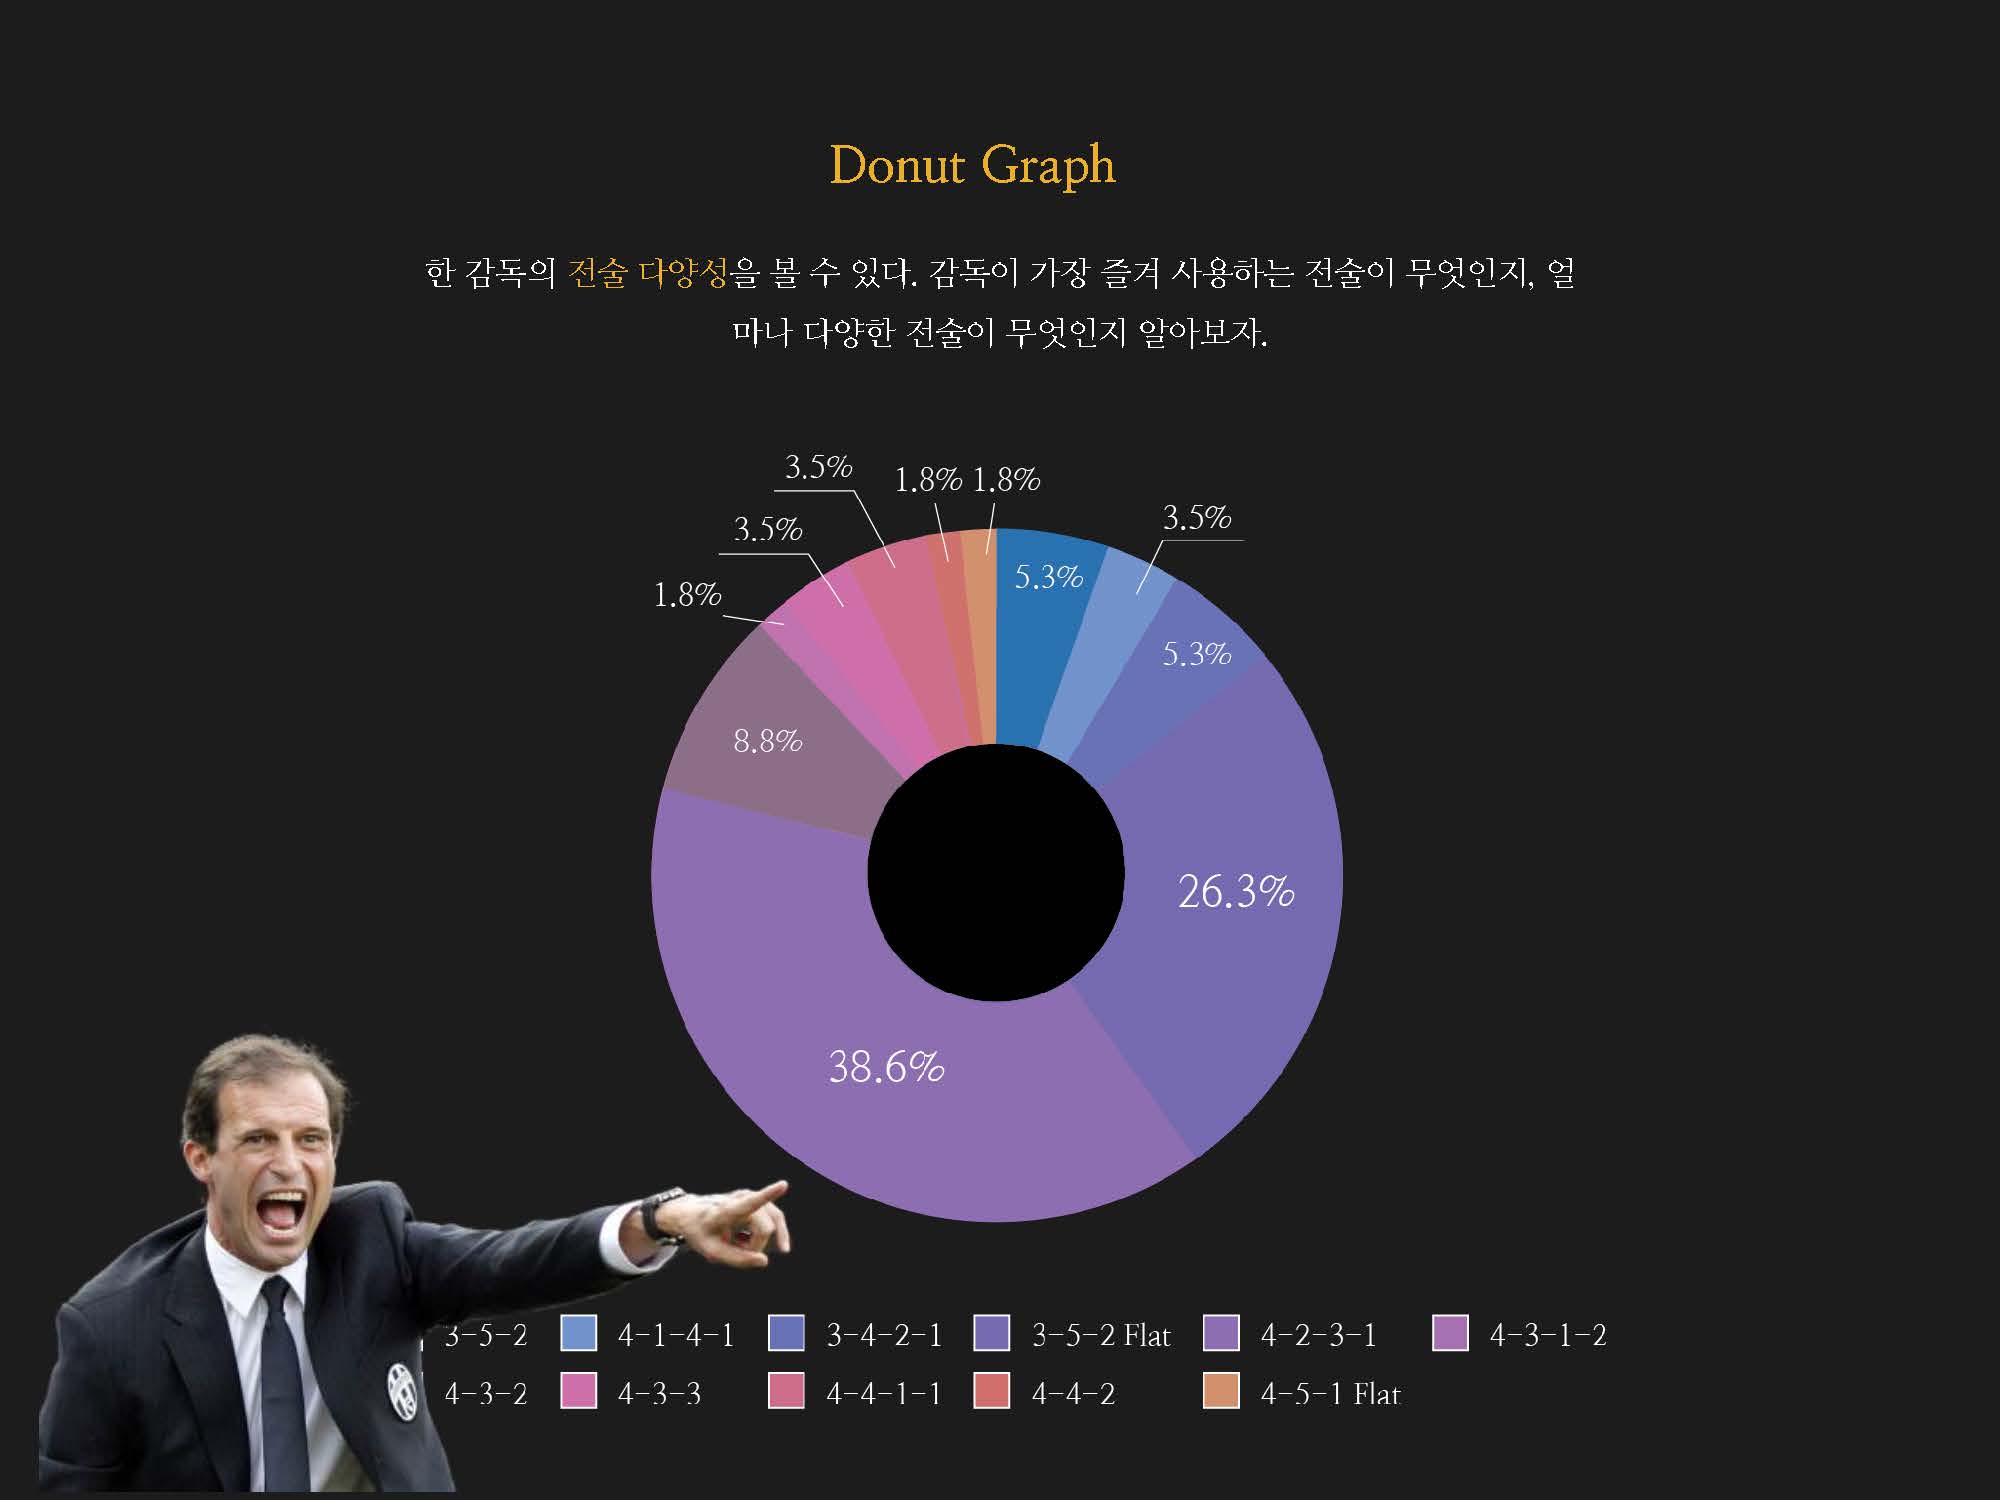 Donut Graph
한 감독의 전술 다양성을 볼 수 있다. 감독이 가장 즐겨 사용하는 전술이 무엇인지, 얼
마나 다양한 전술이 무엇인지 알아보자.
3.5%
1.8% 1.8%
3.5%
3.5%
1.8%
5.3%
5.3%
8.8%
26.3%
38.6%
3-5-2 4-1-4-1 3-4-2-1 3-5-2 Flat 4-2-3-1 4-3-1-2
4-3-2 4-3-3 4-4-1-1 4-4-2 4-5-1 Flat